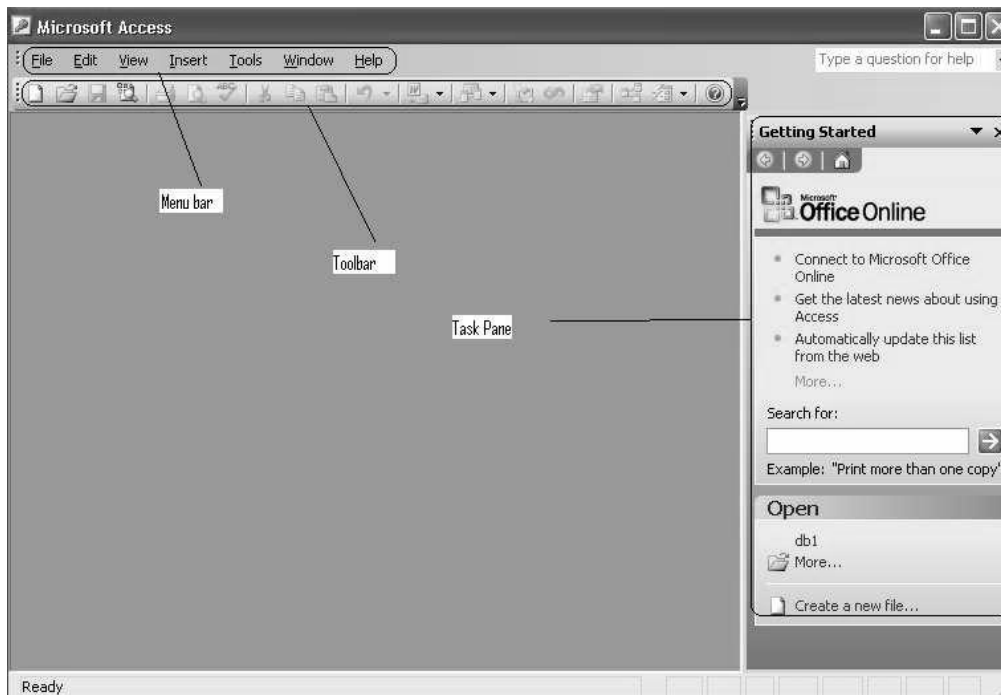 Microsoft Access
File Edit View Insert Tools Window Help
Type a question for help
Getting Started
Menu bar
Microsoft
Office Online
Toolbar
Connect to Microsoft Office
Online
Get the latest news about using
Access
Task Pane
Automatically update this list
from the web
More...
Search for:
Example: "Print more than one copy"
Open
db1
More...
Create a new file...
Ready